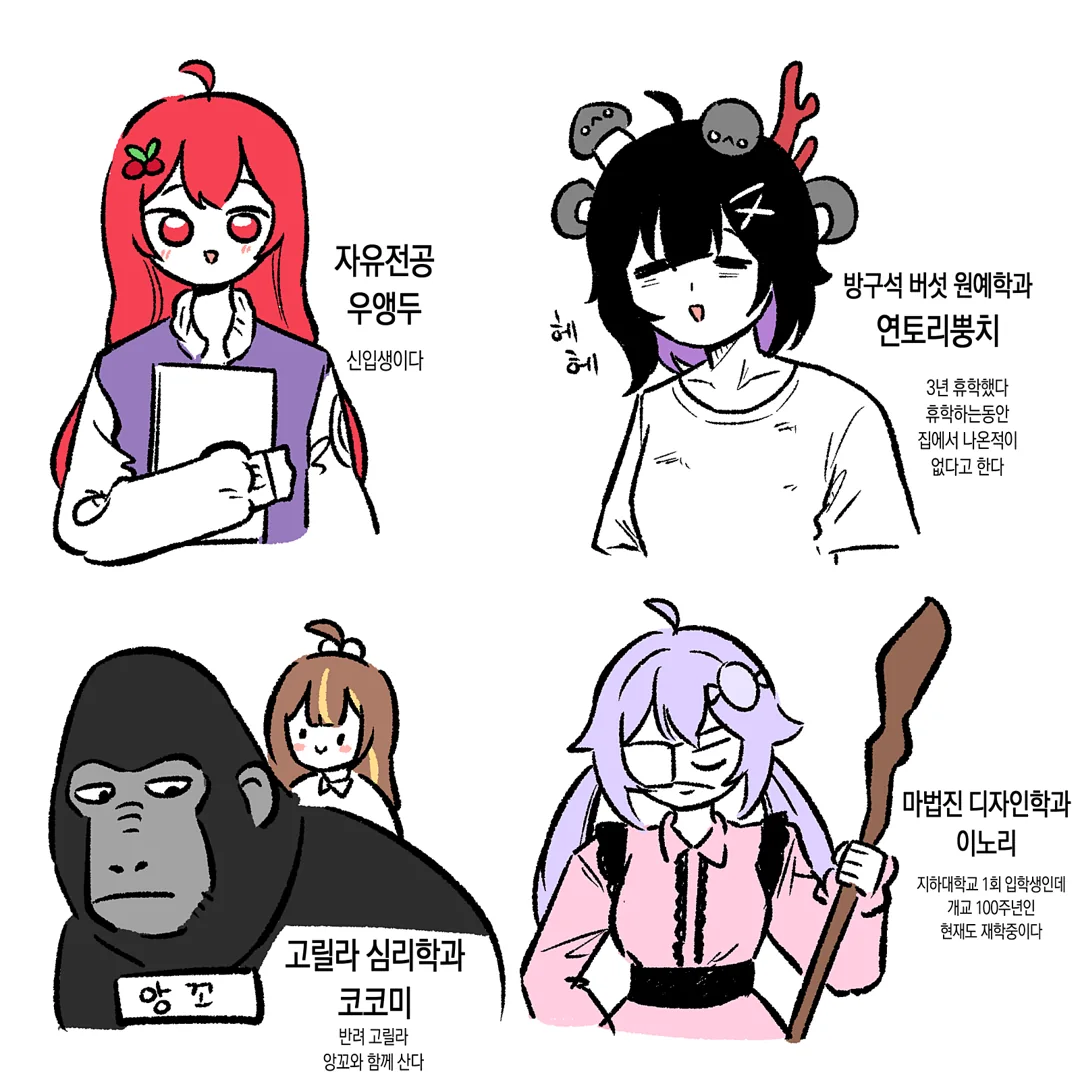 자유전공
우앵두
신입생이다
방구석 버섯 원예학과
연토리뿡치
헤
헤
3년 휴학했다
휴학하는동안
집에서 나온적이
없다고 한다
고릴라 심리학과
코코미
앙꼬
반려 고릴라
앙꼬와 함께 산다
마법진 디자인학과
이노리
지하대학교 1회 입학생인데
개교 100주년인
현재도 재학중이다